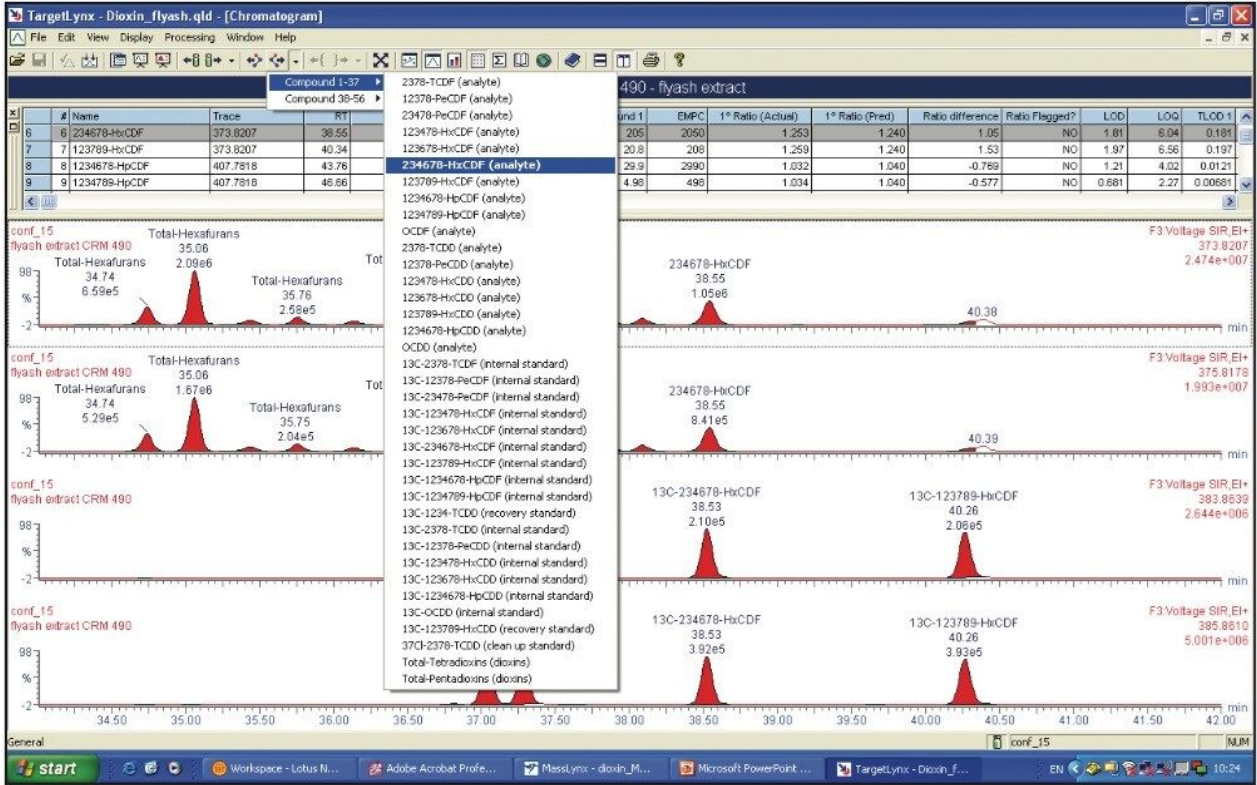 TargetLynx - Dioxin_flyash.qld - [Chromatogram]
File Edit View Display Processing Window Help
Compound 1-37
Compound 38-56
490 - flyash extract
# Name Trace RT und 1 EMPC 1° Ratio (Actual) 1° Ratio (Pred) Ratio difference Ratio Flagged? LOD LOQ TLOD 1
6 6 234678-HxCDF 373.8207 38.55 205 2050 1.253 1.240 1.05 NO 1.81 6.04 0.181
7 7 123789-HxCDF 373.8207 40.34 20.8 208 1.259 1.240 1.53 NO 1.97 6.56 0.197
8 8 1234678-HpCDF 407.7818 43.76 29.9 2990 1.032 1.040 -0.769 NO 1.21 4.02 0.0121
9 9 1234789-HpCDF 407.7818 46.66 4.98 498 1.034 1.040 -0.577 NO 0.681 2.27 0.00681
2378-TCDF (analyte)
12378-PeCDF (analyte)
23478-PeCDF (analyte)
123478-HxCDF (analyte)
123678-HxCDF (analyte)
234678-HxCDF (analyte)
123789-HxCDF (analyte)
1234678-HpCDF (analyte)
1234789-HpCDF (analyte)
OCDF (analyte)
2378-TCDD (analyte)
12378-PeCDD (analyte)
123478-HxCDD (analyte)
123678-HxCDD (analyte)
123789-HxCDD (analyte)
1234678-HpCDD (analyte)
OCDD (analyte)
13C-2378-TCDF (internal standard)
13C-12378-PeCDF (internal standard)
13C-23478-PeCDF (internal standard)
13C-123478-HxCDF (internal standard)
13C-123678-HxCDF (internal standard)
13C-234678-HxCDF (internal standard)
13C-123789-HxCDF (internal standard)
13C-1234678-HpCDF (internal standard)
13C-1234789-HpCDF (internal standard)
13C-1234-TCDD (recovery standard)
13C-2378-TCDD (internal standard)
13C-12378-PeCDD (internal standard)
13C-123478-HxCDD (internal standard)
13C-123678-HxCDD (internal standard)
13C-1234678-HpCDD (internal standard)
13C-OCDD (internal standard)
13C-123789-HxCDD (recovery standard)
37Cl-2378-TCDD (clean up standard)
Total-Tetradioxins (dioxins)
Total-Pentadioxins (dioxins)
conf_15
flyash extract CRM 490
Total-Hexafurans
35.06
2.09e6
Total-Hexafurans
34.74
6.59e5
Total-Hexafurans
35.76
2.58e5
Tot
234678-HxCDF
38.55
1.05e6
40.38
F3:Voltage SIR,EI+
373.8207
2.474e+007
98
%
-2
min
conf_15
flyash extract CRM 490
Total-Hexafurans
35.06
1.67e6
Total-Hexafurans
34.74
5.29e5
Total-Hexafurans
35.75
2.04e5
Tot
234678-HxCDF
38.55
8.41e5
40.39
F3:Voltage SIR,EI+
375.8178
1.993e+007
98
%
-2
min
conf_15
flyash extract CRM 490
13C-234678-HxCDF
38.53
2.10e5
13C-123789-HxCDF
40.26
2.06e5
F3:Voltage SIR,EI+
383.8639
2.644e+006
98
%
-2
min
conf_15
flyash extract CRM 490
13C-234678-HxCDF
38.53
3.92e5
13C-123789-HxCDF
40.26
3.93e5
F3:Voltage SIR,EI+
385.8610
5.001e+006
98
%
-2
min
34.50 35.00 35.50 36.00 36.50 37.00 37.50 38.00 38.50 39.00 39.50 40.00 40.50 41.00 41.50 42.00
General conf_15 NUM
start Workspace - Lotus N... Adobe Acrobat Profe... MassLynx - dioxin_M... Microsoft PowerPoint ... TargetLynx - Dioxin_f... EN 10:24